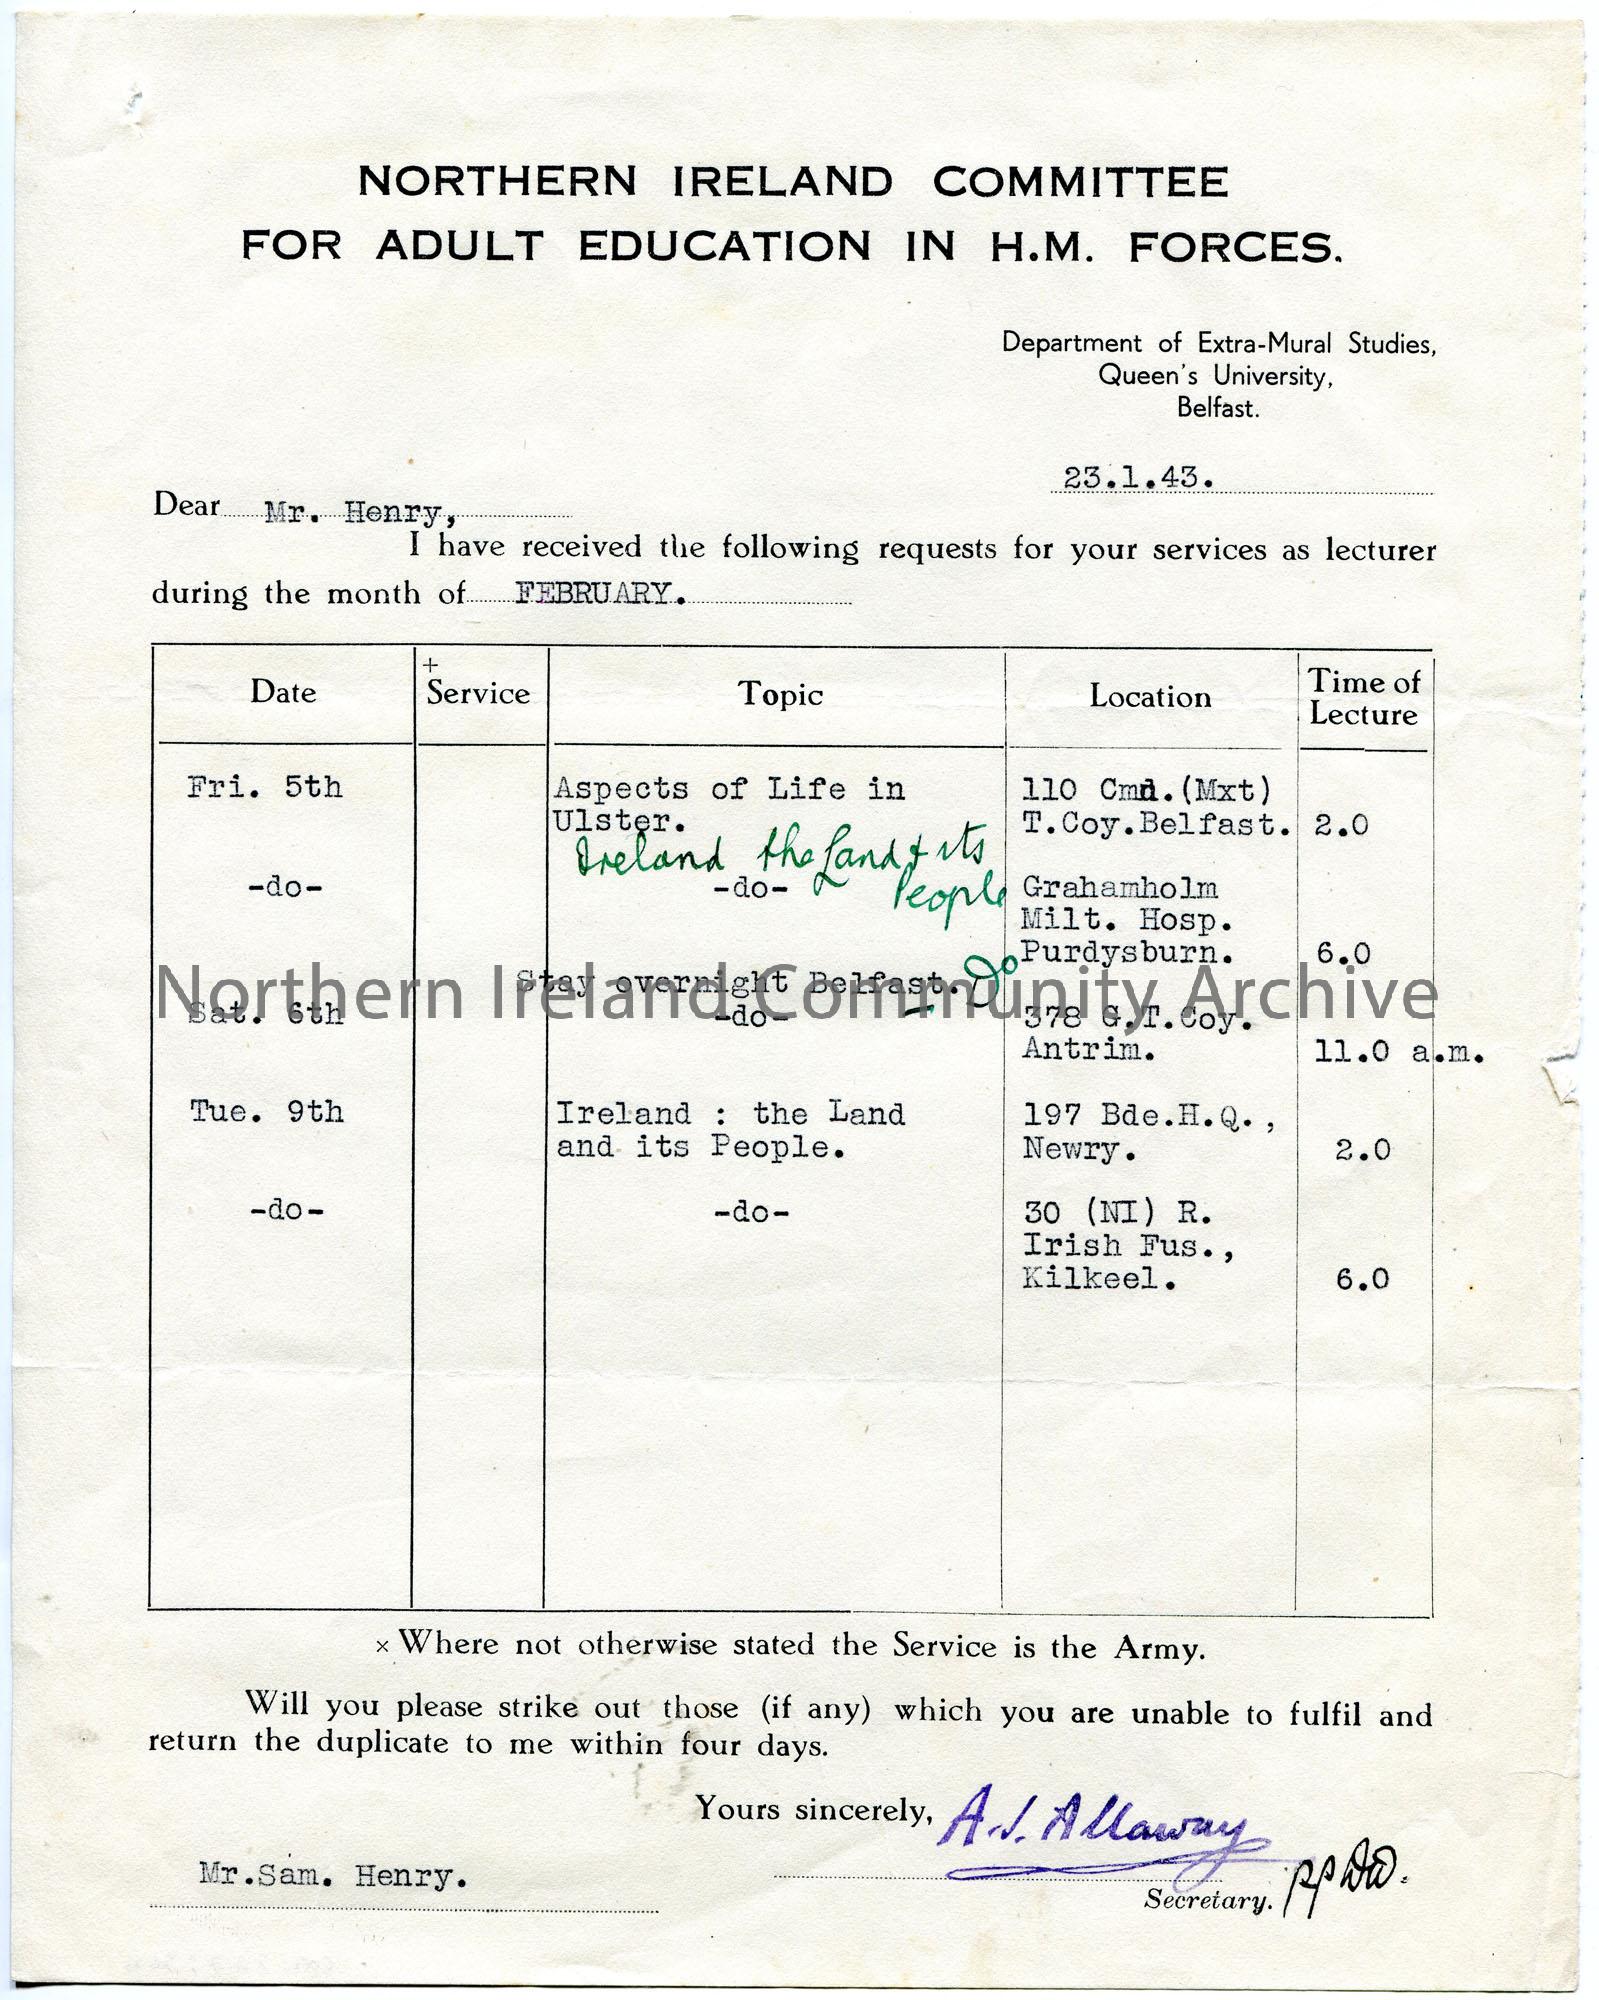 NORTHERN IRELAND COMMITTEE
FOR ADULT EDUCATION IN H.M. FORCES.
Department of Extra-Mural Studies,
Queen's University,
Belfast.
23.1.43.
Dear Mr. Henry,
I have received the following requests for your services as lecturer
during the month of FEBRUARY.
Date + Service Topic Location Time of Lecture
Fri. 5th Aspects of Life in 110 Cmd.(Mxt)
Ulster. T.Coy.Belfast. 2.0
Ireland the Land & its
People
-do- -do- Grahamholm
Milt. Hosp.
Purdysburn. 6.0
Stay overnight Belfast. Do
Sat. 6th -do- 378 G.T.Coy.
Antrim. 11.0 a.m.
Northern Ireland Community Archive
Tue. 9th Ireland : the Land 197 Bde.H.Q.,
and its People. Newry. 2.0
-do- -do- 30 (NI) R.
Irish Fus.,
Kilkeel. 6.0
× Where not otherwise stated the Service is the Army.
Will you please strike out those (if any) which you are unable to fulfil and
return the duplicate to me within four days.
Yours sincerely, A.J. Allaway
Mr.Sam. Henry.
Secretary. pp DW.